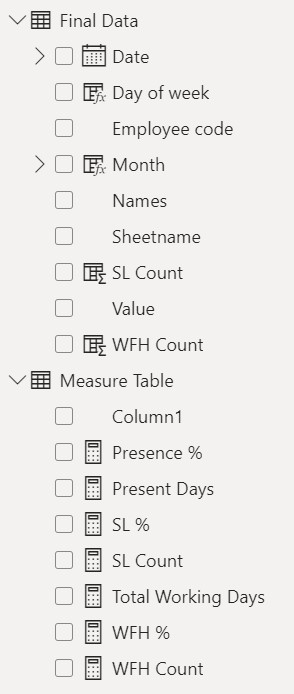 Final Data
Date
Day of week
Employee code
Month
Names
Sheetname
SL Count
Value
WFH Count
Measure Table
Column1
Presence %
Present Days
SL %
SL Count
Total Working Days
WFH %
WFH Count